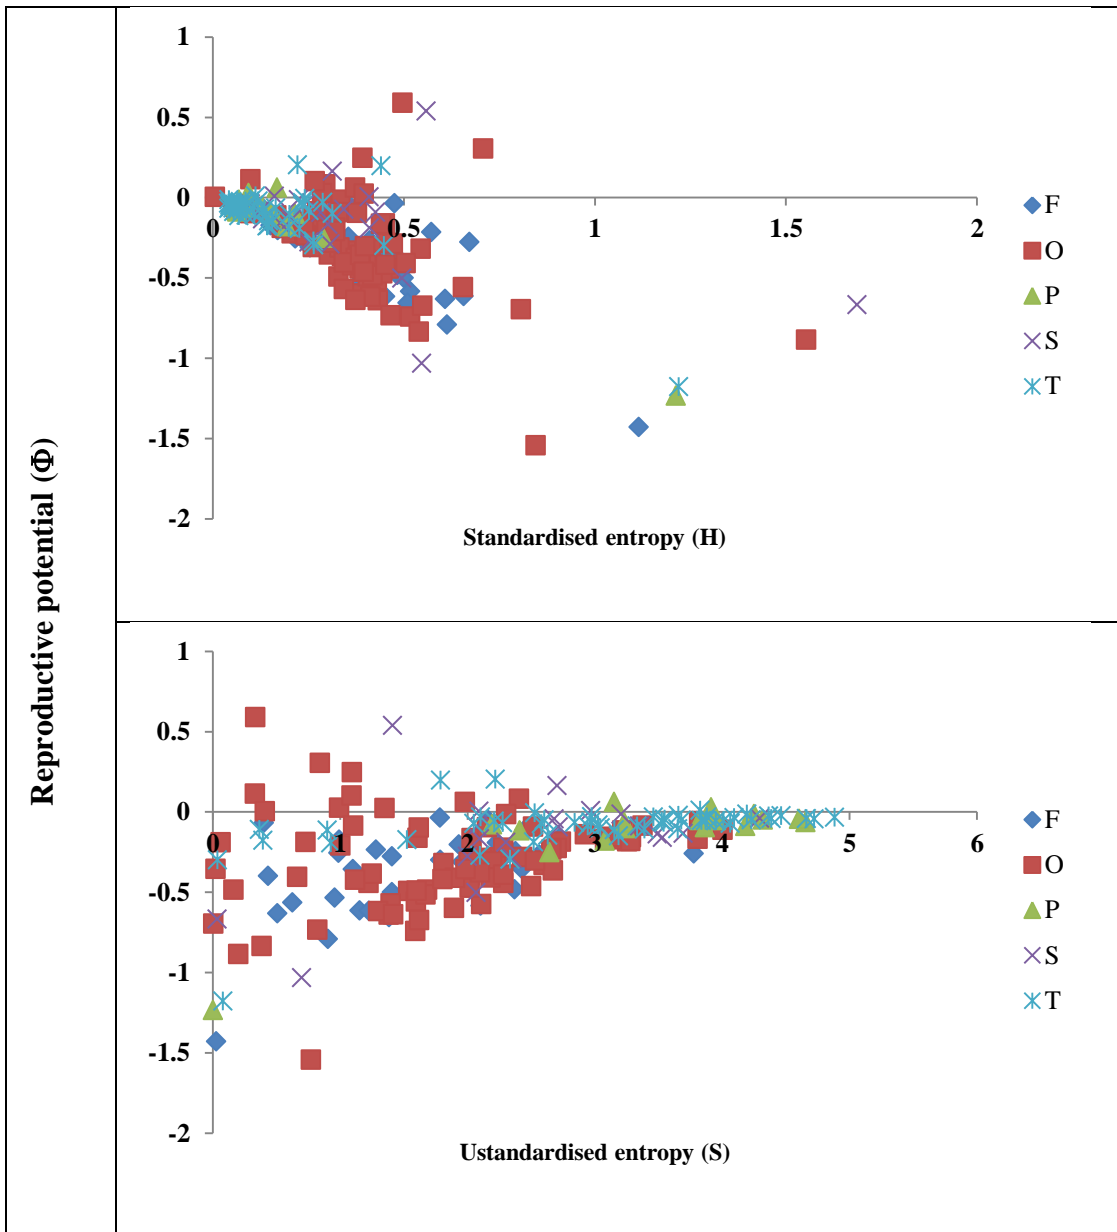 Reproductive potential (Φ)
1
0.5
0
-0.5
-1
-1.5
-2
0 0.5 1 1.5 2
Standardised entropy (H)
F
O
P
S
T
1
0.5
0
-0.5
-1
-1.5
-2
0 1 2 3 4 5 6
Ustandardised entropy (S)
F
O
P
S
T